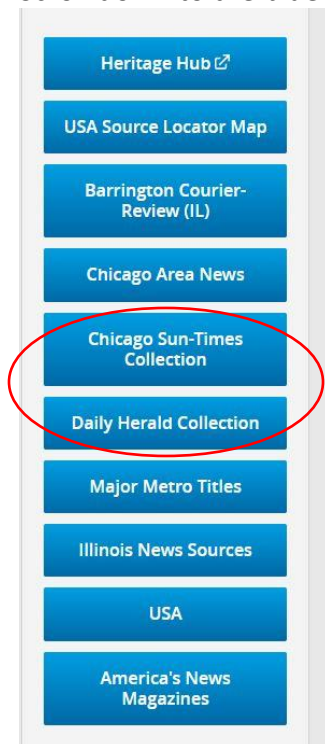 Heritage Hub
USA Source Locator Map
Barrington Courier-
Review (IL)
Chicago Area News
Chicago Sun-Times
Collection
Daily Herald Collection
Major Metro Titles
Illinois News Sources
USA
America's News
Magazines